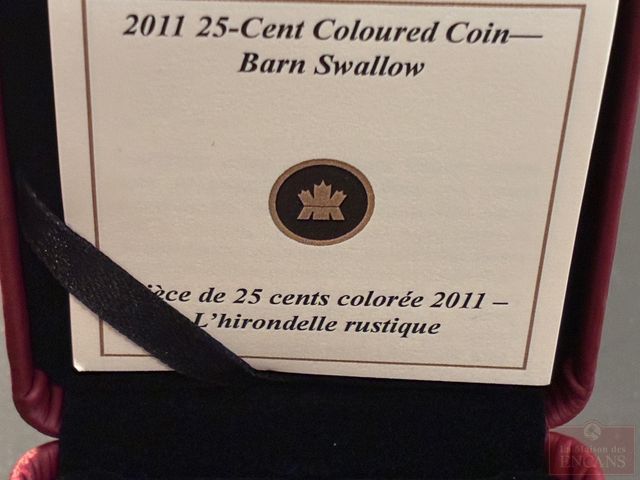 2011 25-Cent Coloured Coin—
Barn Swallow
ièce de 25 cents colorée 2011 –
L'hirondelle rustique
La Maison des
ENCANS